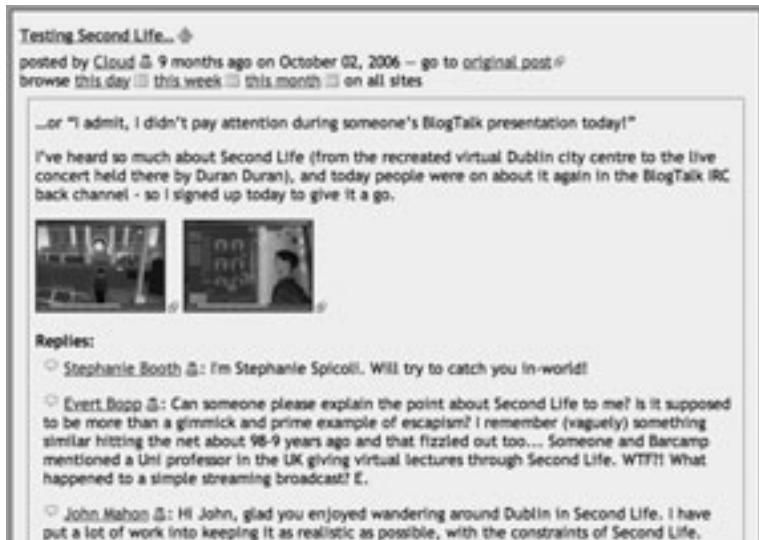 Testing Second Life...
posted by Cloud 9 months ago on October 02, 2006 — go to original post
browse this day this week this month on all sites
...or “I admit, I didn’t pay attention during someone’s BlogTalk presentation today!”
I’ve heard so much about Second Life (from the recreated virtual Dublin city centre to the live
concert held there by Duran Duran), and today people were on about it again in the BlogTalk IRC
back channel - so I signed up today to give it a go.
Replies:
Stephanie Booth : I'm Stephanie Spicoli. Will try to catch you in-world!
Evert Bopp : Can someone please explain the point about Second Life to me? Is it supposed
to be more than a gimmick and prime example of escapism? I remember (vaguely) something
similar hitting the net about 98-9 years ago and that fizzled out too... Someone and Barcamp
mentioned a Uni professor in the UK giving virtual lectures through Second Life. WTF?! What
happened to a simple streaming broadcast? E.
John Mahon : Hi John, glad you enjoyed wandering around Dublin in Second Life. I have
put a lot of work into keeping it as realistic as possible, with the constraints of Second Life.